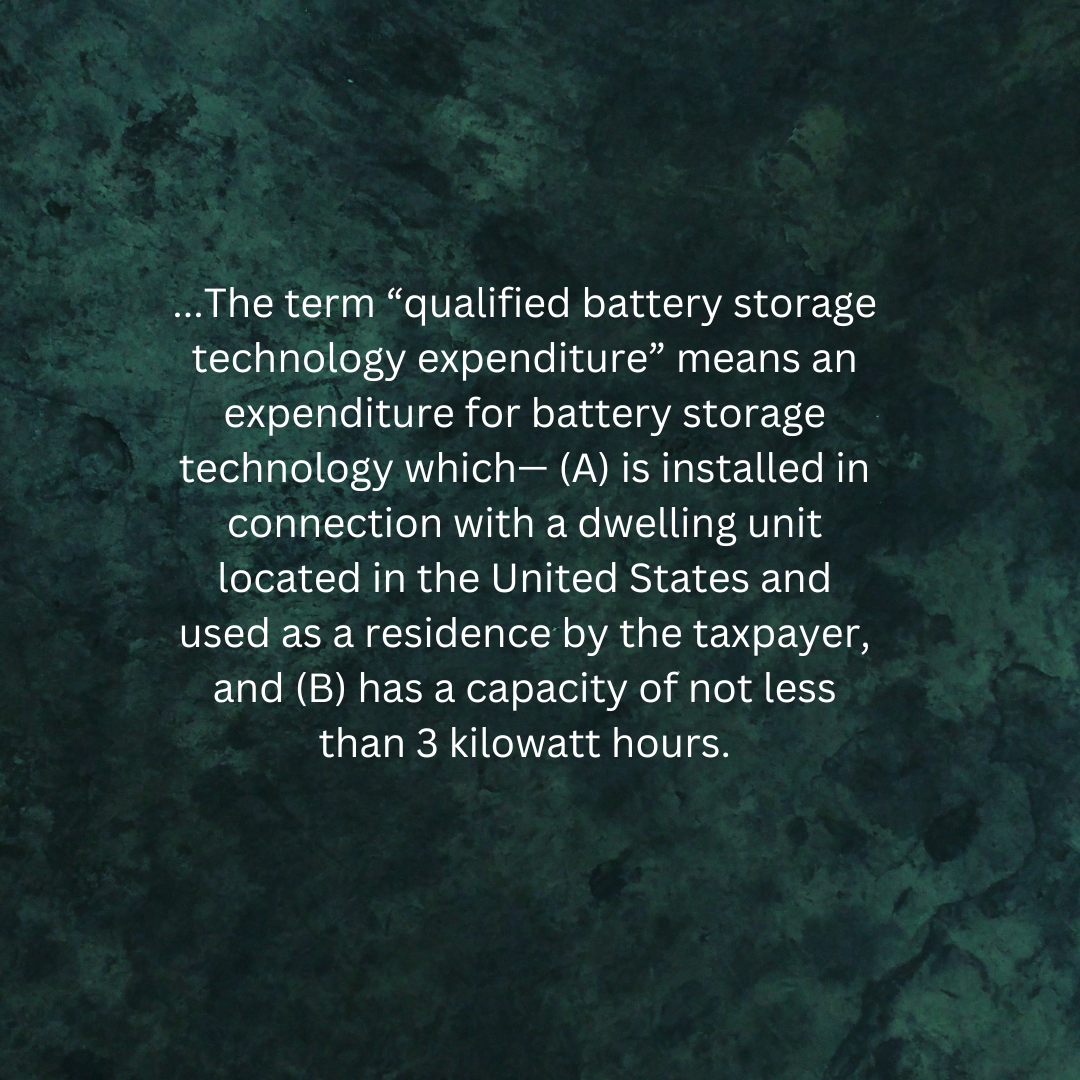 ...The term “qualified battery storage
technology expenditure” means an
expenditure for battery storage
technology which— (A) is installed in
connection with a dwelling unit
located in the United States and
used as a residence by the taxpayer,
and (B) has a capacity of not less
than 3 kilowatt hours.